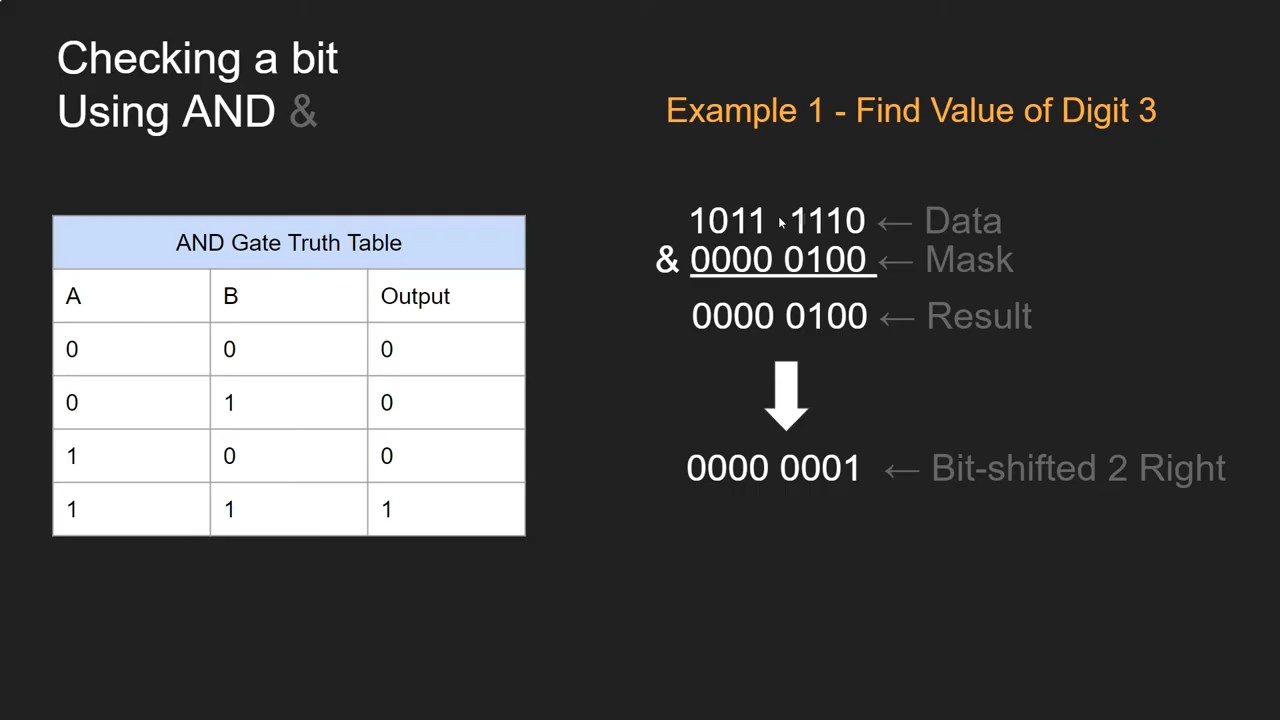 Checking a bit
Using AND &
Example 1 - Find Value of Digit 3
AND Gate Truth Table
A B Output
0 0 0
0 1 0
1 0 0
1 1 1
1011 1110 ← Data
& 0000 0100 ← Mask
0000 0100 ← Result
0000 0001 ← Bit-shifted 2 Right